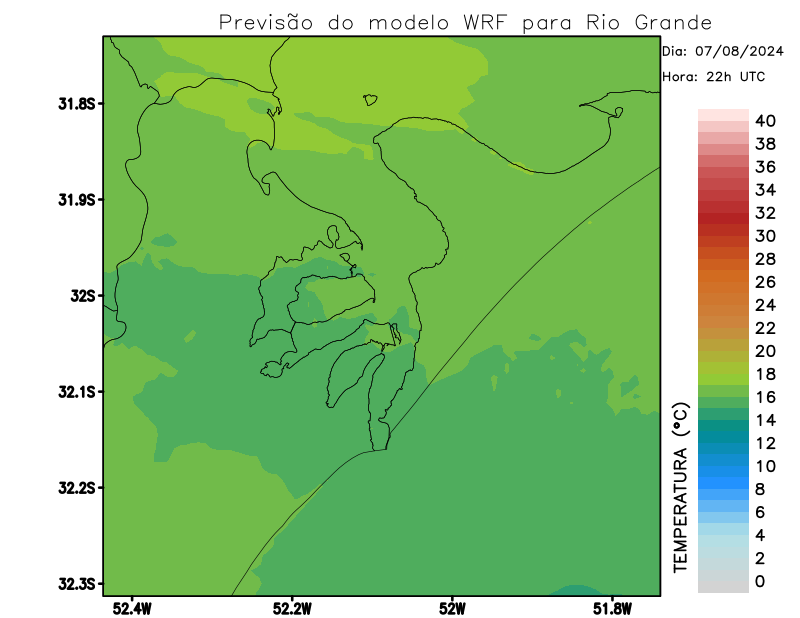 Previsão do modelo WRF para Rio Grande
Dia: 07/08/2024
Hora: 22h UTC
31.8S
31.9S
32S
32.1S
32.2S
32.3S
52.4W
52.2W
52W
51.8W
TEMPERATURA (°C)
40
38
36
34
32
30
28
26
24
22
20
18
16
14
12
10
8
6
4
2
0